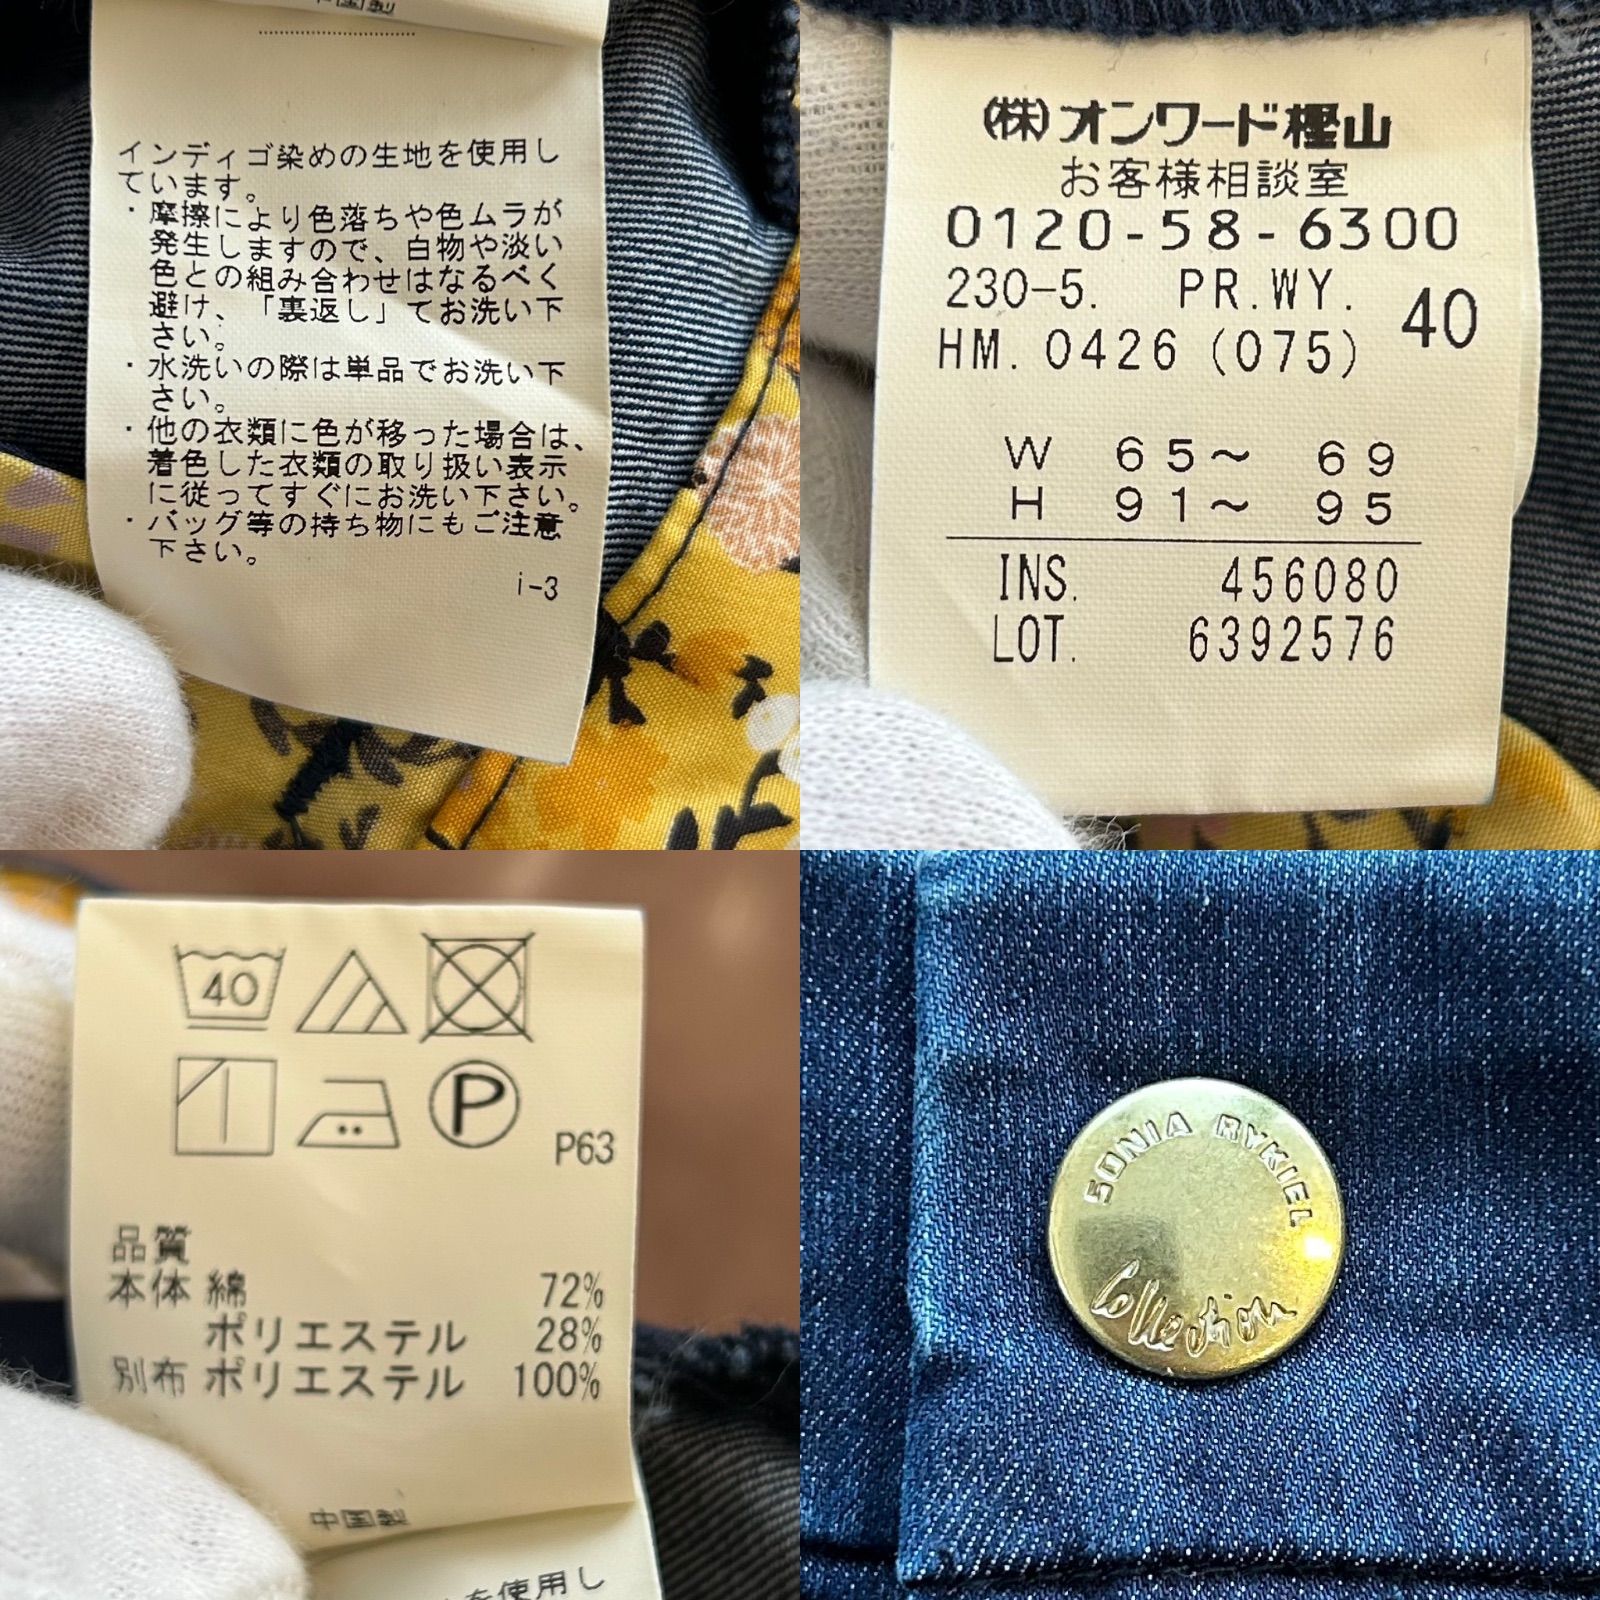 中国製
インディゴ染めの生地を使用し
ています。
・摩擦により色落ちや色ムラが
発生しますので、白物や淡い
色との組み合わせはなるべく
避け、「裏返し」てお洗い下
さい。
・水洗いの際は単品でお洗い下
さい。
・他の衣類に色が移った場合は、
着色した衣類の取り扱い表示
に従ってすぐにお洗い下さい。
・バッグ等の持ち物にもご注意
下さい。
i-3
㈱オンワード樫山
お客様相談室
0120-58-6300
230-5. PR.WY. 40
HM. 0426 (075)
W 65～ 69
H 91～ 95
INS. 456080
LOT. 6392576
40
P
P63
品質
本体 綿 72%
ポリエステル 28%
別布 ポリエステル 100%
中国製
を使用し
SONIA RYKIEL
Collection